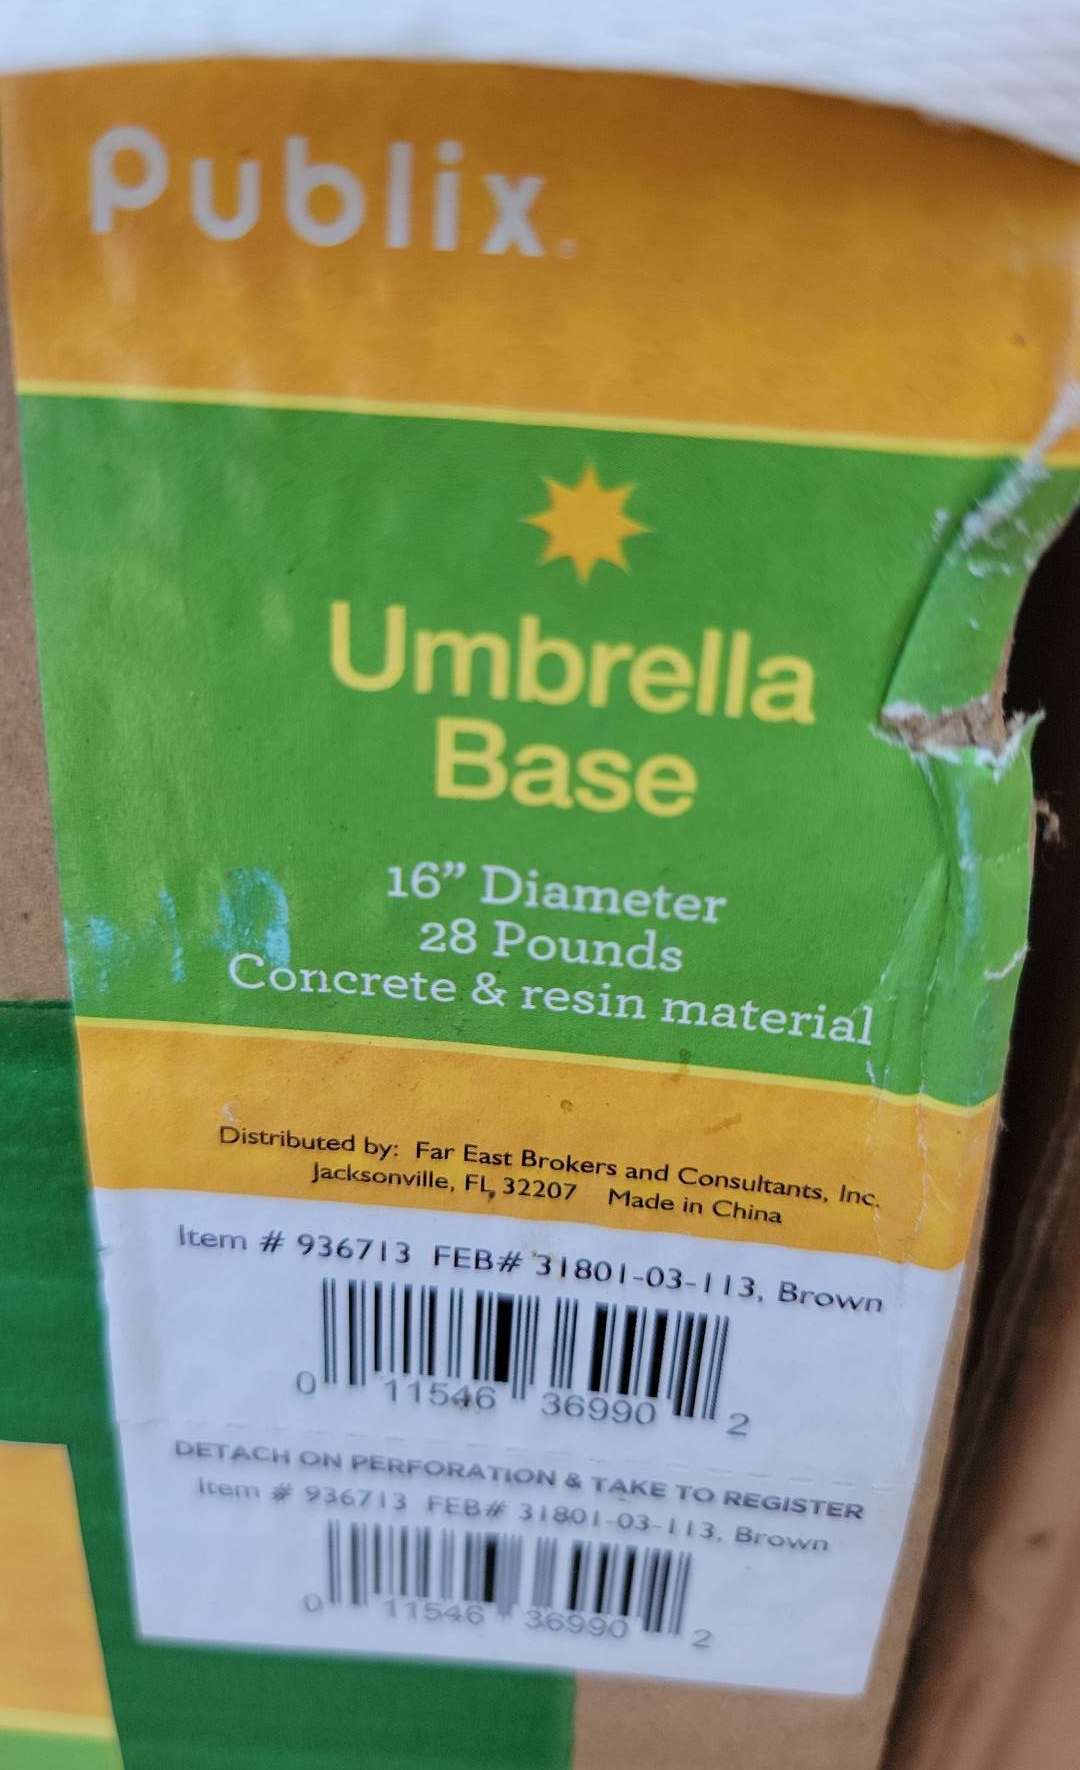 Publix.
Umbrella
Base
16” Diameter
28 Pounds
Concrete & resin material
Distributed by: Far East Brokers and Consultants, Inc.
Jacksonville, FL, 32207 Made in China
Item # 936713 FEB# 31801-03-113, Brown
0 11546 36990 2
DETACH ON PERFORATION & TAKE TO REGISTER
Item # 936713 FEB# 31801-03-113, Brown
0 11546 36990 2